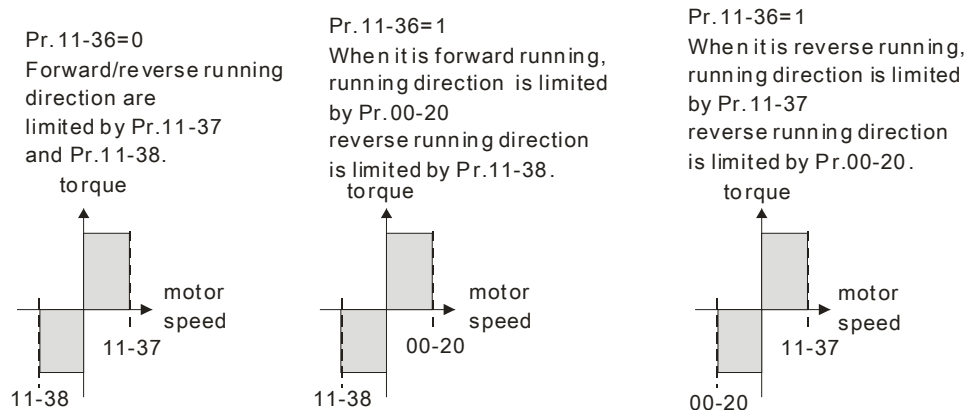 Pr.11-36=0
Forward/reverse running
direction are
limited by Pr.11-37
and Pr.11-38.
torque
motor
speed
11-37
11-38
Pr.11-36=1
When it is forward running,
running direction is limited
by Pr.00-20
reverse running direction
is limited by Pr.11-38.
torque
motor
speed
00-20
11-38
Pr.11-36=1
When it is reverse running,
running direction is limited
by Pr.11-37
reverse running direction
is limited by Pr.00-20.
torque
motor
speed
11-37
00-20